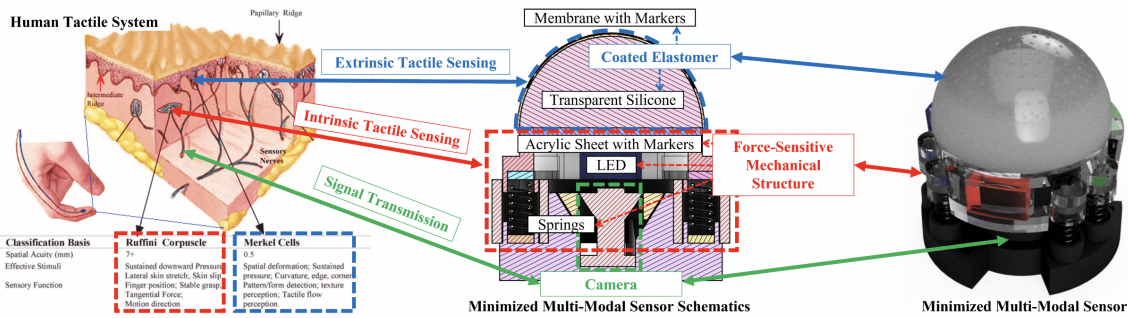 Human Tactile System
Papillary Ridge
Intermediate
Ridge
Sensory
Nerves
Extrinsic Tactile Sensing
Intrinsic Tactile Sensing
Signal Transmission
Classification Basis
Ruffini Corpuscle
Merkel Cells
Spatial Acuity (mm)
7+
0.5
Effective Stimuli
Sustained downward Pressure
Lateral skin stretch; Skin slip
Spatial deformation; Sustained
pressure; Curvature, edge, corner
Sensory Function
Finger position; Stable grasp;
Tangential Force;
Motion direction
Pattern/form detection; texture
perception; Tactile flow
perception.
Membrane with Markers
Coated Elastomer
Transparent Silicone
Acrylic Sheet with Markers
LED
Force-Sensitive
Mechanical
Structure
Springs
Camera
Minimized Multi-Modal Sensor Schematics
Minimized Multi-Modal Sensor